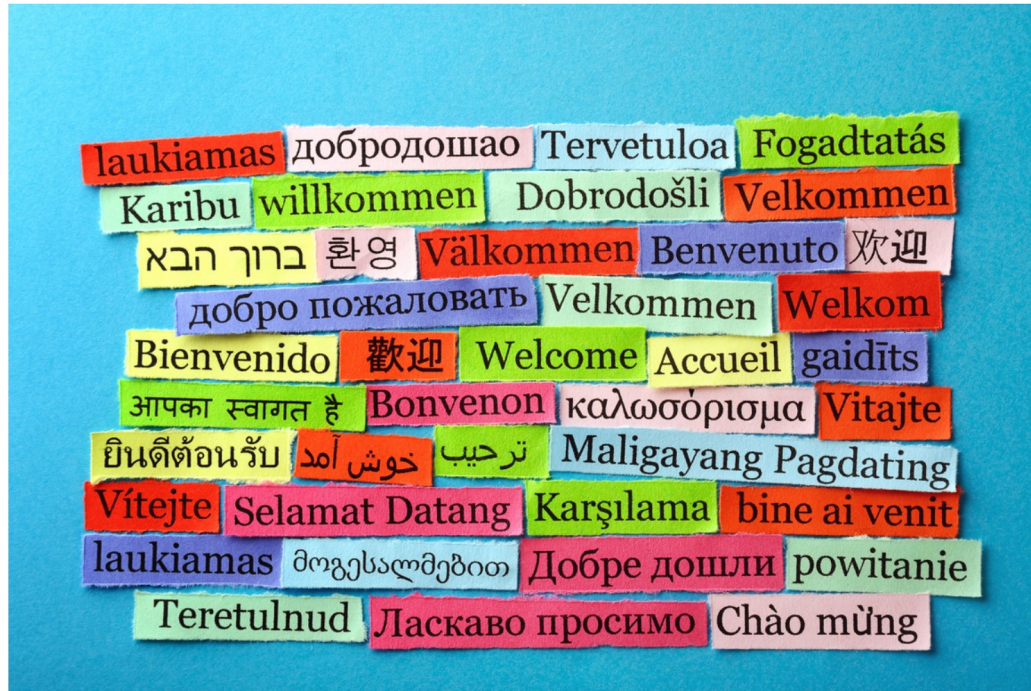 laukiamas добродошао Tervetuloa Fogadtatás
Karibu willkommen Dobrodošli Velkommen
ברוך הבא 환영 Välkommen Benvenuto 欢迎
добро пожаловать Velkommen Welkom
Bienvenido 歡迎 Welcome Accueil gaidīts
आपका स्वागत है Bonvenon καλωσόρισμα Vitajte
ยินดีต้อนรับ خوش آمد ترحيب Maligayang Pagdating
Vítejte Selamat Datang Karşılama bine ai venit
laukiamas მოგესალმებით Добре дошли powitanie
Teretulnud Ласкаво просимо Chào mừng